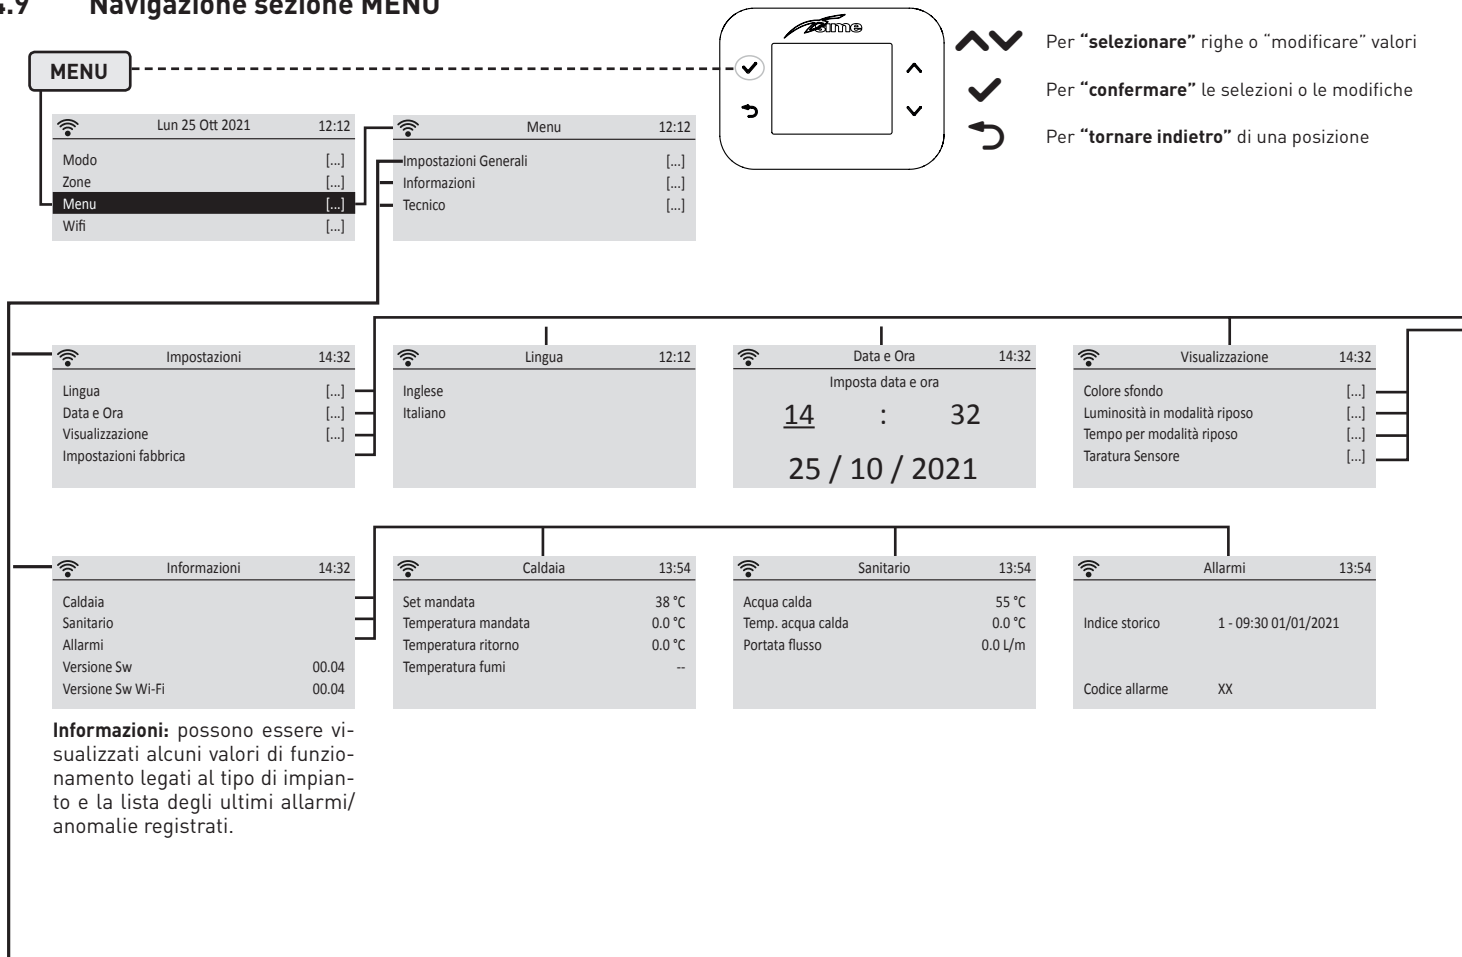 4.9 Navigazione sezione MENU
sime
Per “selezionare” righe o “modificare” valori
MENU
Per “confermare” le selezioni o le modifiche
Per “tornare indietro” di una posizione
Lun 25 Ott 2021 12:12
Modo [...]
Zone [...]
Menu [...]
Wifi [...]
Menu 12:12
Impostazioni Generali [...]
Informazioni [...]
Tecnico [...]
Impostazioni 14:32
Lingua [...]
Data e Ora [...]
Visualizzazione [...]
Impostazioni fabbrica
Lingua 12:12
Inglese
Italiano
Data e Ora 14:32
Imposta data e ora
14 : 32
25 / 10 / 2021
Visualizzazione 14:32
Colore sfondo [...]
Luminosità in modalità riposo [...]
Tempo per modalità riposo [...]
Taratura Sensore [...]
Informazioni 14:32
Caldaia
Sanitario
Allarmi
Versione Sw 00.04
Versione Sw Wi-Fi 00.04
Caldaia 13:54
Set mandata 38 °C
Temperatura mandata 0.0 °C
Temperatura ritorno 0.0 °C
Temperatura fumi --
Sanitario 13:54
Acqua calda 55 °C
Temp. acqua calda 0.0 °C
Portata flusso 0.0 L/m
Allarmi 13:54
Indice storico 1 - 09:30 01/01/2021
Codice allarme XX
Informazioni: possono essere vi-
sualizzati alcuni valori di funzio-
namento legati al tipo di impian-
to e la lista degli ultimi allarmi/
anomalie registrati.